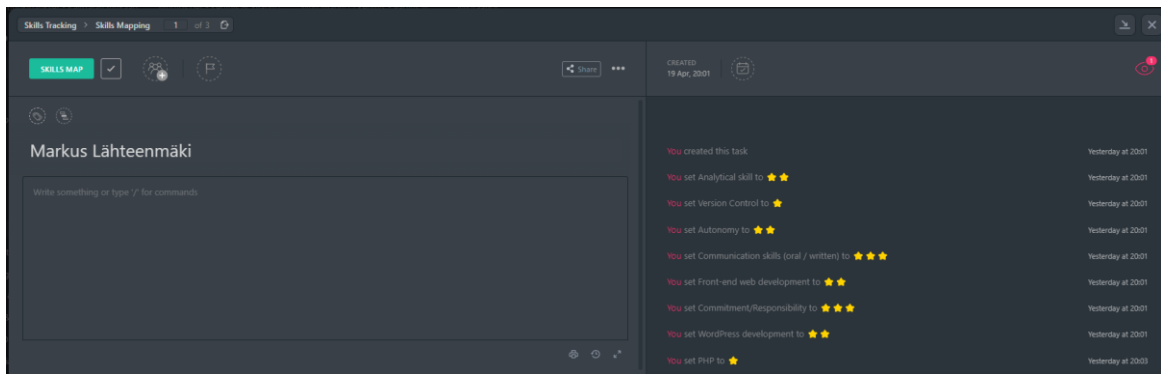 Skills Tracking > Skills Mapping 1 of 3
SKILLS MAP
Share
CREATED
19 Apr, 20:01
1
Markus Lähteenmäki
Write something or type '/' for commands
You created this task Yesterday at 20:01
You set Analytical skill to ⭐⭐ Yesterday at 20:01
You set Version Control to ⭐ Yesterday at 20:01
You set Autonomy to ⭐⭐ Yesterday at 20:01
You set Communication skills (oral / written) to ⭐⭐⭐ Yesterday at 20:01
You set Front-end web development to ⭐⭐ Yesterday at 20:01
You set Commitment/Responsibility to ⭐⭐⭐ Yesterday at 20:01
You set WordPress development to ⭐⭐ Yesterday at 20:01
You set PHP to ⭐ Yesterday at 20:03